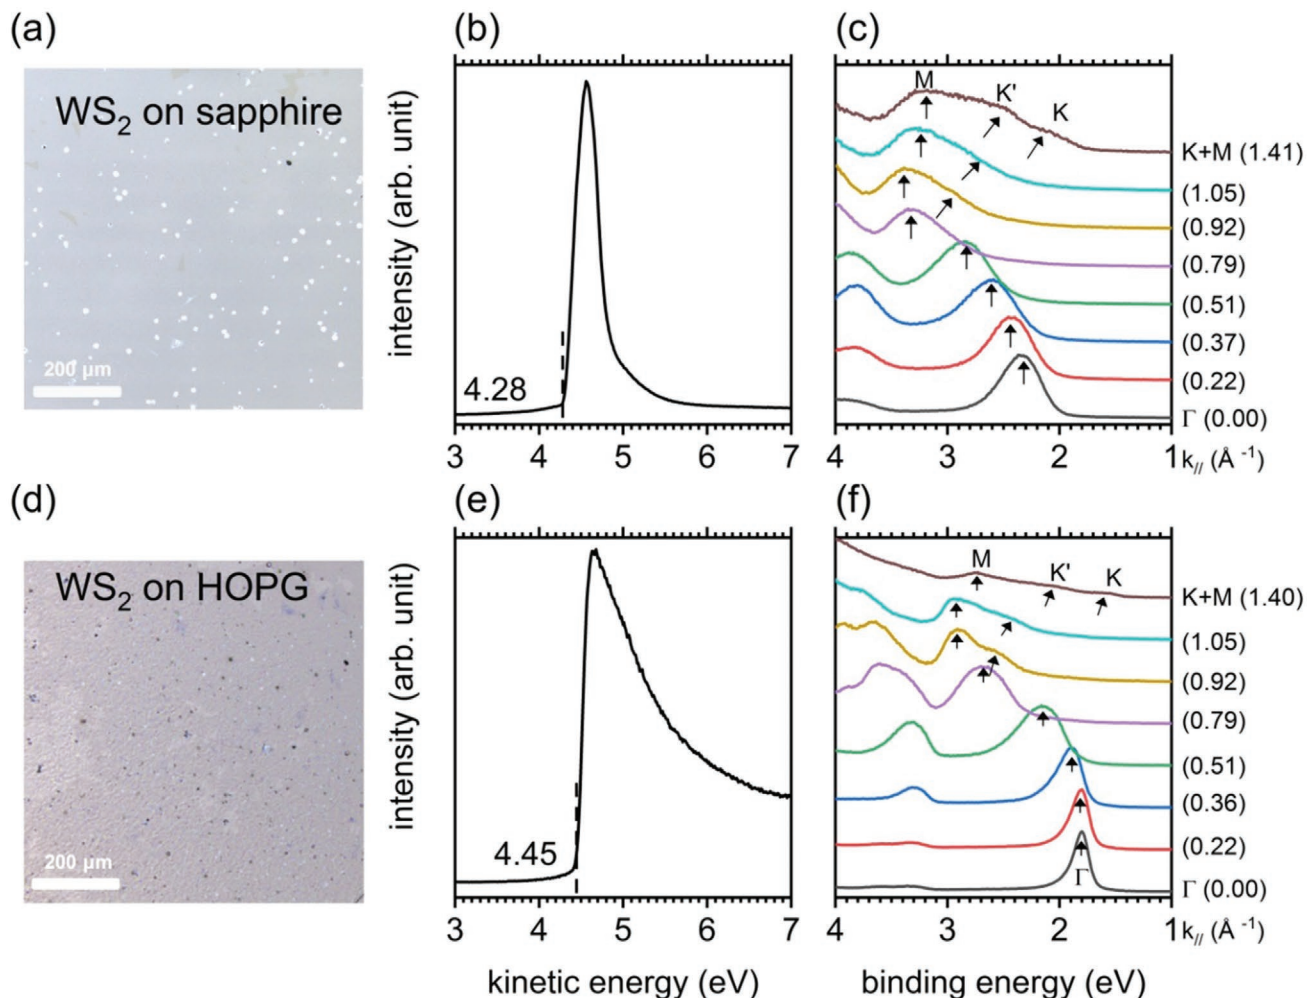 (a)
WS₂ on sapphire
200 μm
(b)
intensity (arb. unit)
4.28
3 4 5 6 7
(c)
M
K'
K
K+M (1.41)
(1.05)
(0.92)
(0.79)
(0.51)
(0.37)
(0.22)
Γ (0.00)
4 3 2 1 k// (Å -1)
(d)
WS₂ on HOPG
200 μm
(e)
intensity (arb. unit)
4.45
3 4 5 6 7
kinetic energy (eV)
(f)
M
K'
K
K+M (1.40)
(1.05)
(0.92)
(0.79)
(0.51)
(0.36)
(0.22)
Γ
Γ (0.00)
4 3 2 1 k// (Å -1)
binding energy (eV)